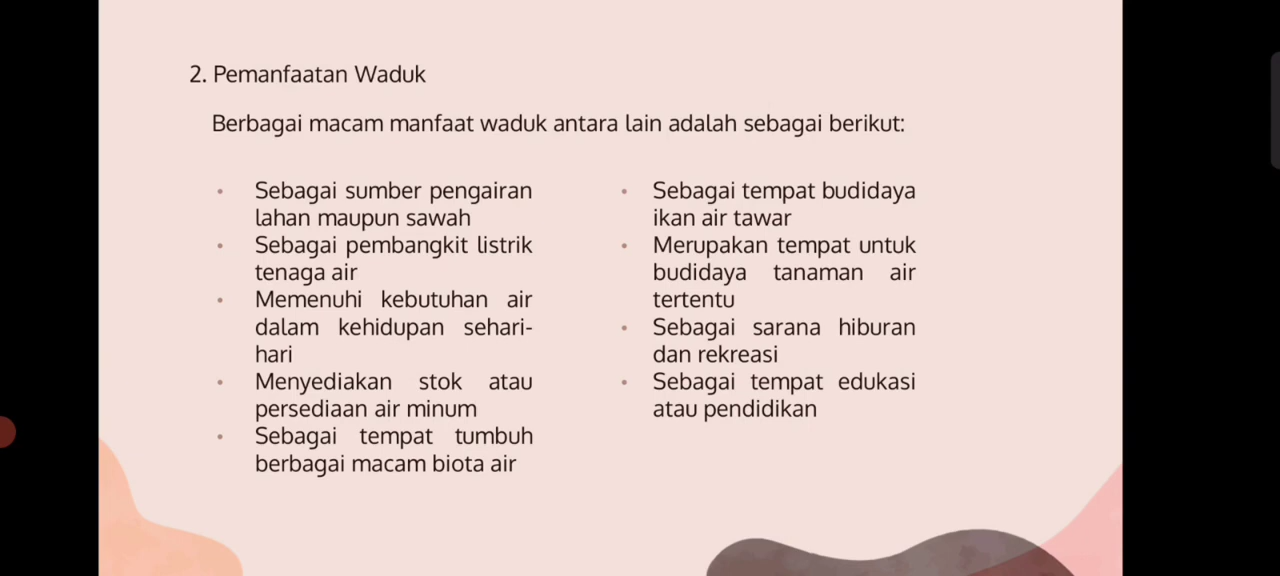 2. Pemanfaatan Waduk
Berbagai macam manfaat waduk antara lain adalah sebagai berikut:
• Sebagai sumber pengairan
lahan maupun sawah
• Sebagai pembangkit listrik
tenaga air
• Memenuhi kebutuhan air
dalam kehidupan sehari-
hari
• Menyediakan stok atau
persediaan air minum
• Sebagai tempat tumbuh
berbagai macam biota air
• Sebagai tempat budidaya
ikan air tawar
• Merupakan tempat untuk
budidaya tanaman air
tertentu
• Sebagai sarana hiburan
dan rekreasi
• Sebagai tempat edukasi
atau pendidikan